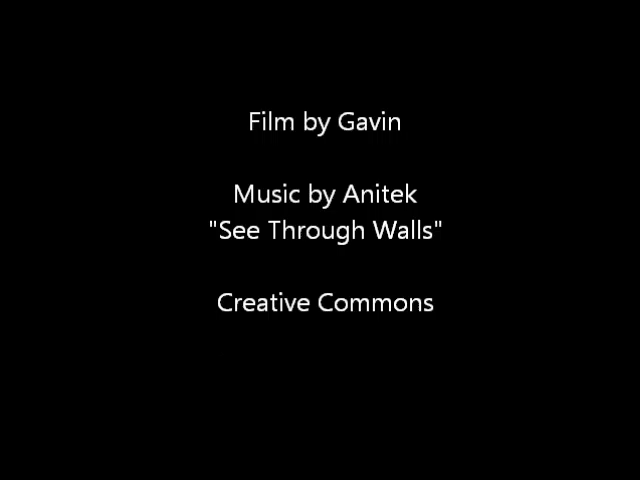 Film by Gavin
Music by Anitek
"See Through Walls"
Creative Commons